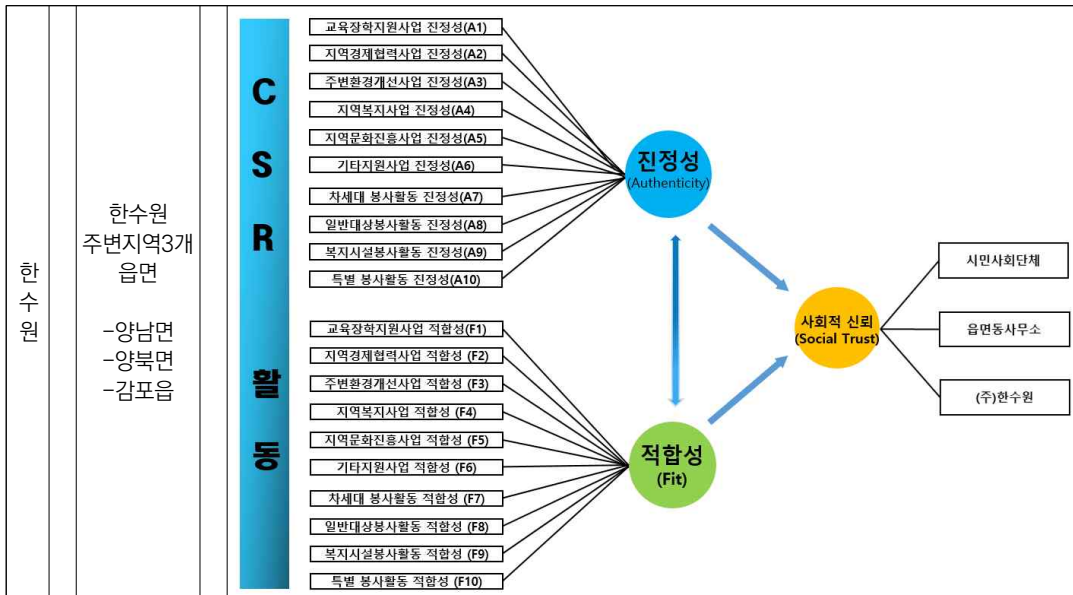 한
수
원
한수원
주변지역3개
읍면
-양남면
-양북면
-감포읍
C
S
R
활
동
교육장학지원사업 진정성(A1)
지역경제협력사업 진정성(A2)
주변환경개선사업 진정성(A3)
지역복지사업 진정성(A4)
지역문화진흥사업 진정성(A5)
기타지원사업 진정성(A6)
차세대 봉사활동 진정성(A7)
일반대상봉사활동 진정성(A8)
복지시설봉사활동 진정성(A9)
특별 봉사활동 진정성(A10)
교육장학지원사업 적합성(F1)
지역경제협력사업 적합성 (F2)
주변환경개선사업 적합성 (F3)
지역복지사업 적합성 (F4)
지역문화진흥사업 적합성 (F5)
기타지원사업 적합성 (F6)
차세대 봉사활동 적합성 (F7)
일반대상봉사활동 적합성 (F8)
복지시설봉사활동 적합성 (F9)
특별 봉사활동 적합성 (F10)
진정성
(Authenticity)
적합성
(Fit)
사회적 신뢰
(Social Trust)
시민사회단체
읍면동사무소
(주)한수원